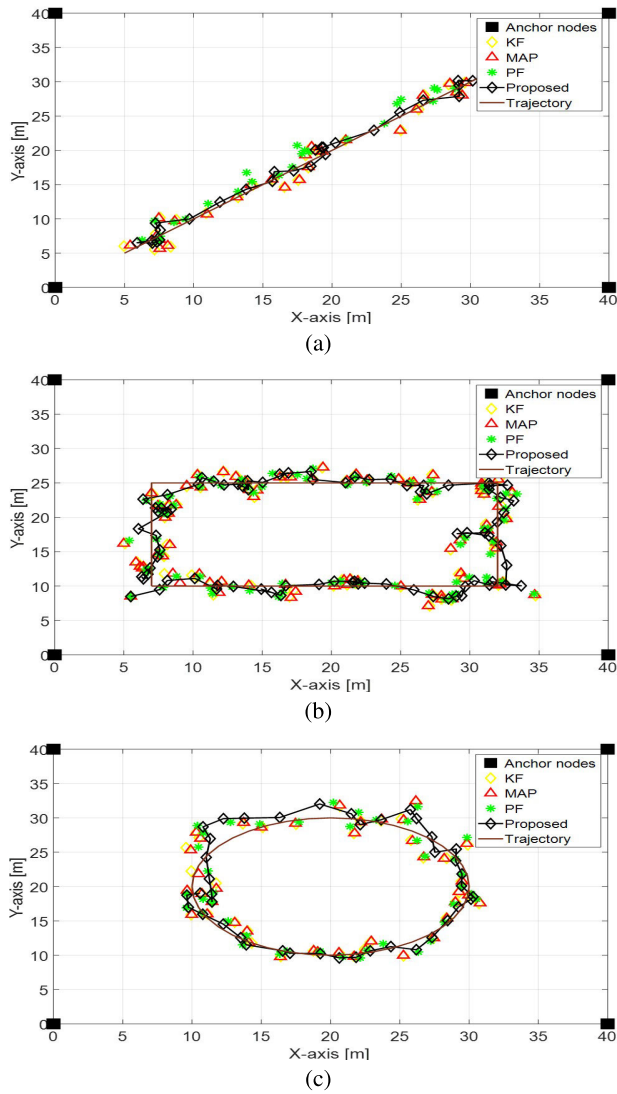 40
35
30
25
20
15
10
5
0
Y-axis [m]
Anchor nodes
KF
MAP
PF
Proposed
Trajectory
0 5 10 15 20 25 30 35 40
X-axis [m]
(a)
40
35
30
25
20
15
10
5
0
Y-axis [m]
Anchor nodes
KF
MAP
PF
Proposed
Trajectory
0 5 10 15 20 25 30 35 40
X-axis [m]
(b)
40
35
30
25
20
15
10
5
0
Y-axis [m]
Anchor nodes
KF
MAP
PF
Proposed
Trajectory
0 5 10 15 20 25 30 35 40
X-axis [m]
(c)